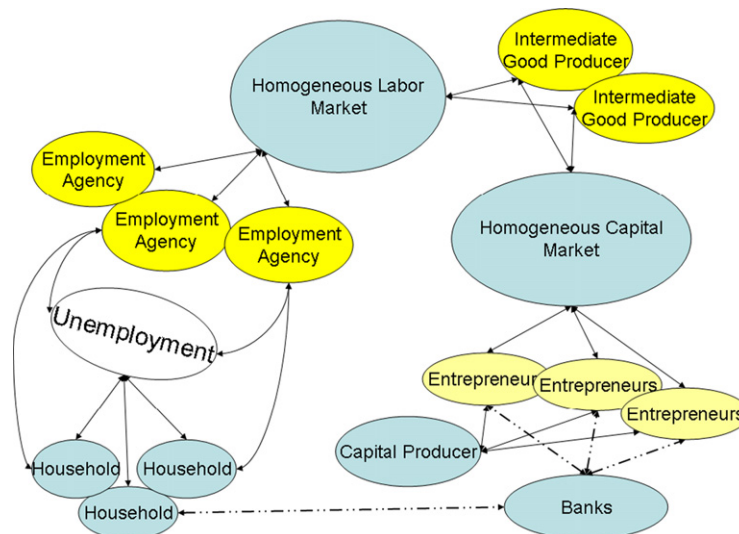 Homogeneous Labor
Market
Intermediate
Good Producer
Intermediate
Good Producer
Employment
Agency
Employment
Agency
Employment
Agency
Homogeneous Capital
Market
Unemployment
Entrepreneur
Entrepreneurs
Entrepreneurs
Capital Producer
Household
Household
Household
Banks